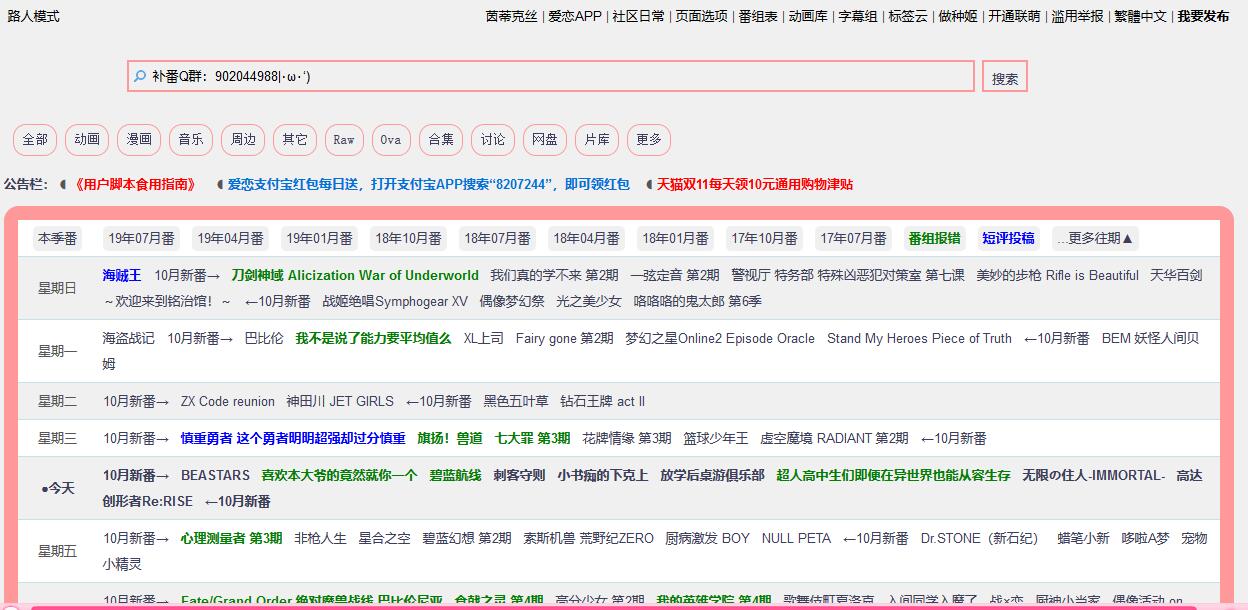 路人模式 茵蒂克丝 | 爱恋APP | 社区日常 | 页面选项 | 番组表 | 动画库 | 字幕组 | 标签云 | 做种姬 | 开通联萌 | 滥用举报 | 繁體中文 | 我要发布
补番Q群：902044988|·ω·') 搜索
全部 动画 漫画 音乐 周边 其它 Raw Ova 合集 讨论 网盘 片库 更多
公告栏： 《用户脚本食用指南》 爱恋支付宝红包每日送，打开支付宝APP搜索“8207244”，即可领红包 天猫双11每天领10元通用购物津贴
本季番 19年07月番 19年04月番 19年01月番 18年10月番 18年07月番 18年04月番 18年01月番 17年10月番 17年07月番 番组报错 短评投稿 ...更多往期▲
星期日 海贼王 10月新番→ 刀剑神域 Alicization War of Underworld 我们真的学不来 第2期 一弦定音 第2期 警视厅 特务部 特殊凶恶犯对策室 第七课 美妙的步枪 Rifle is Beautiful 天华百剑
～欢迎来到铭治馆！～ ←10月新番 战姬绝唱Symphogear XV 偶像梦幻祭 光之美少女 咯咯咯的鬼太郎 第6季
星期一 海盗战记 10月新番→ 巴比伦 我不是说了能力要平均值么 XL上司 Fairy gone 第2期 梦幻之星Online2 Episode Oracle Stand My Heroes Piece of Truth ←10月新番 BEM 妖怪人间贝
姆
星期二 10月新番→ ZX Code reunion 神田川 JET GIRLS ←10月新番 黑色五叶草 钻石王牌 act II
星期三 10月新番→ 慎重勇者 这个勇者明明超强却过分慎重 旗扬！兽道 七大罪 第3期 花牌情缘 第3期 篮球少年王 虚空魔境 RADIANT 第2期 ←10月新番
●今天 10月新番→ BEASTARS 喜欢本大爷的竟然就你一个 碧蓝航线 刺客守则 小书痴的下克上 放学后桌游俱乐部 超人高中生们即便在异世界也能从容生存 无限の住人-IMMORTAL- 高达
创形者Re:RISE ←10月新番
星期五 10月新番→ 心理测量者 第3期 非枪人生 星合之空 碧蓝幻想 第2期 索斯机兽 荒野纪ZERO 厨病激发 BOY NULL PETA ←10月新番 Dr.STONE（新石纪） 蜡笔小新 哆啦A梦 宠物
小精灵
10月新番→ Fate/Grand Order 绝对魔兽战线 巴比伦尼亚 食戟之灵 第4期 高分少女 第2期 我的英雄学院 第4期 歌舞伎町夏洛克 入间同学入魔了 战×恋 厨神小当家 偶像活动 on